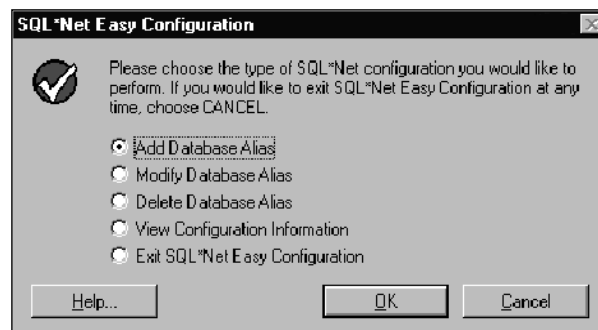 SQL*Net Easy Configuration
Please choose the type of SQL*Net configuration you would like to
perform. If you would like to exit SQL*Net Easy Configuration at any
time, choose CANCEL.
Add Database Alias
Modify Database Alias
Delete Database Alias
View Configuration Information
Exit SQL*Net Easy Configuration
Help...
OK
Cancel